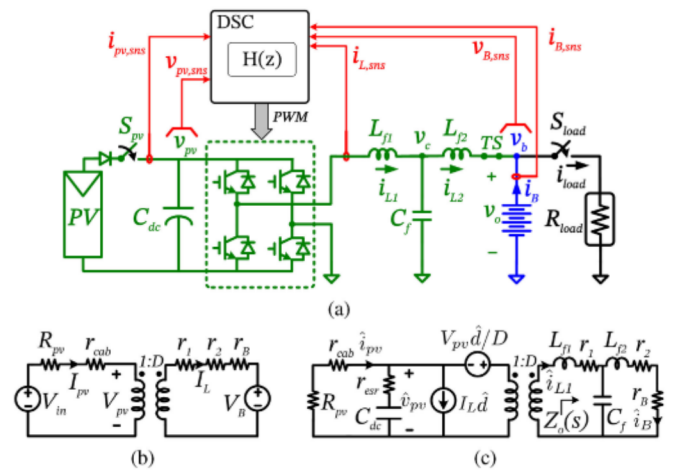 DSC
H(z)
i_pv,sns
v_pv,sns
i_L,sns
v_B,sns
i_B,sns
PWM
S_pv
v_pv
PV
C_dc
L_f1
v_c
L_f2
TS
v_b
S_load
i_L1
i_L2
i_B
i_load
C_f
v_o
+
−
R_load
(a)
R_pv
r_cab
1:D
r_1
r_2
r_B
I_pv
I_L
V_in
+
V_pv
−
V_B
(b)
r_cab
î_pv
V_pv d̂/D
1:D
L_f1
r_1
L_f2
r_2
R_pv
r_esr
C_dc
+
v̂_pv
−
I_L d̂
î_L1
Z_o(s)
C_f
r_B
î_B
(c)